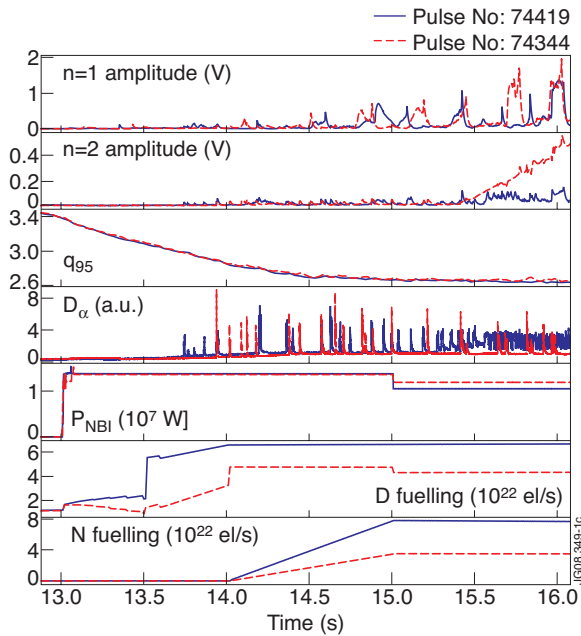 Pulse No: 74419
Pulse No: 74344
2
n=1 amplitude (V)
1
0
n=2 amplitude (V)
0.4
0.2
0
3.4
3.0
q95
2.6
Dα (a.u.)
8
4
0
1
PNBI (10⁷ W]
0
6
4
2
D fuelling (10²² el/s)
8
N fuelling (10²² el/s)
4
0
13.0 13.5 14.0 14.5 15.0 15.5 16.0
Time (s)
JG08.349-1c